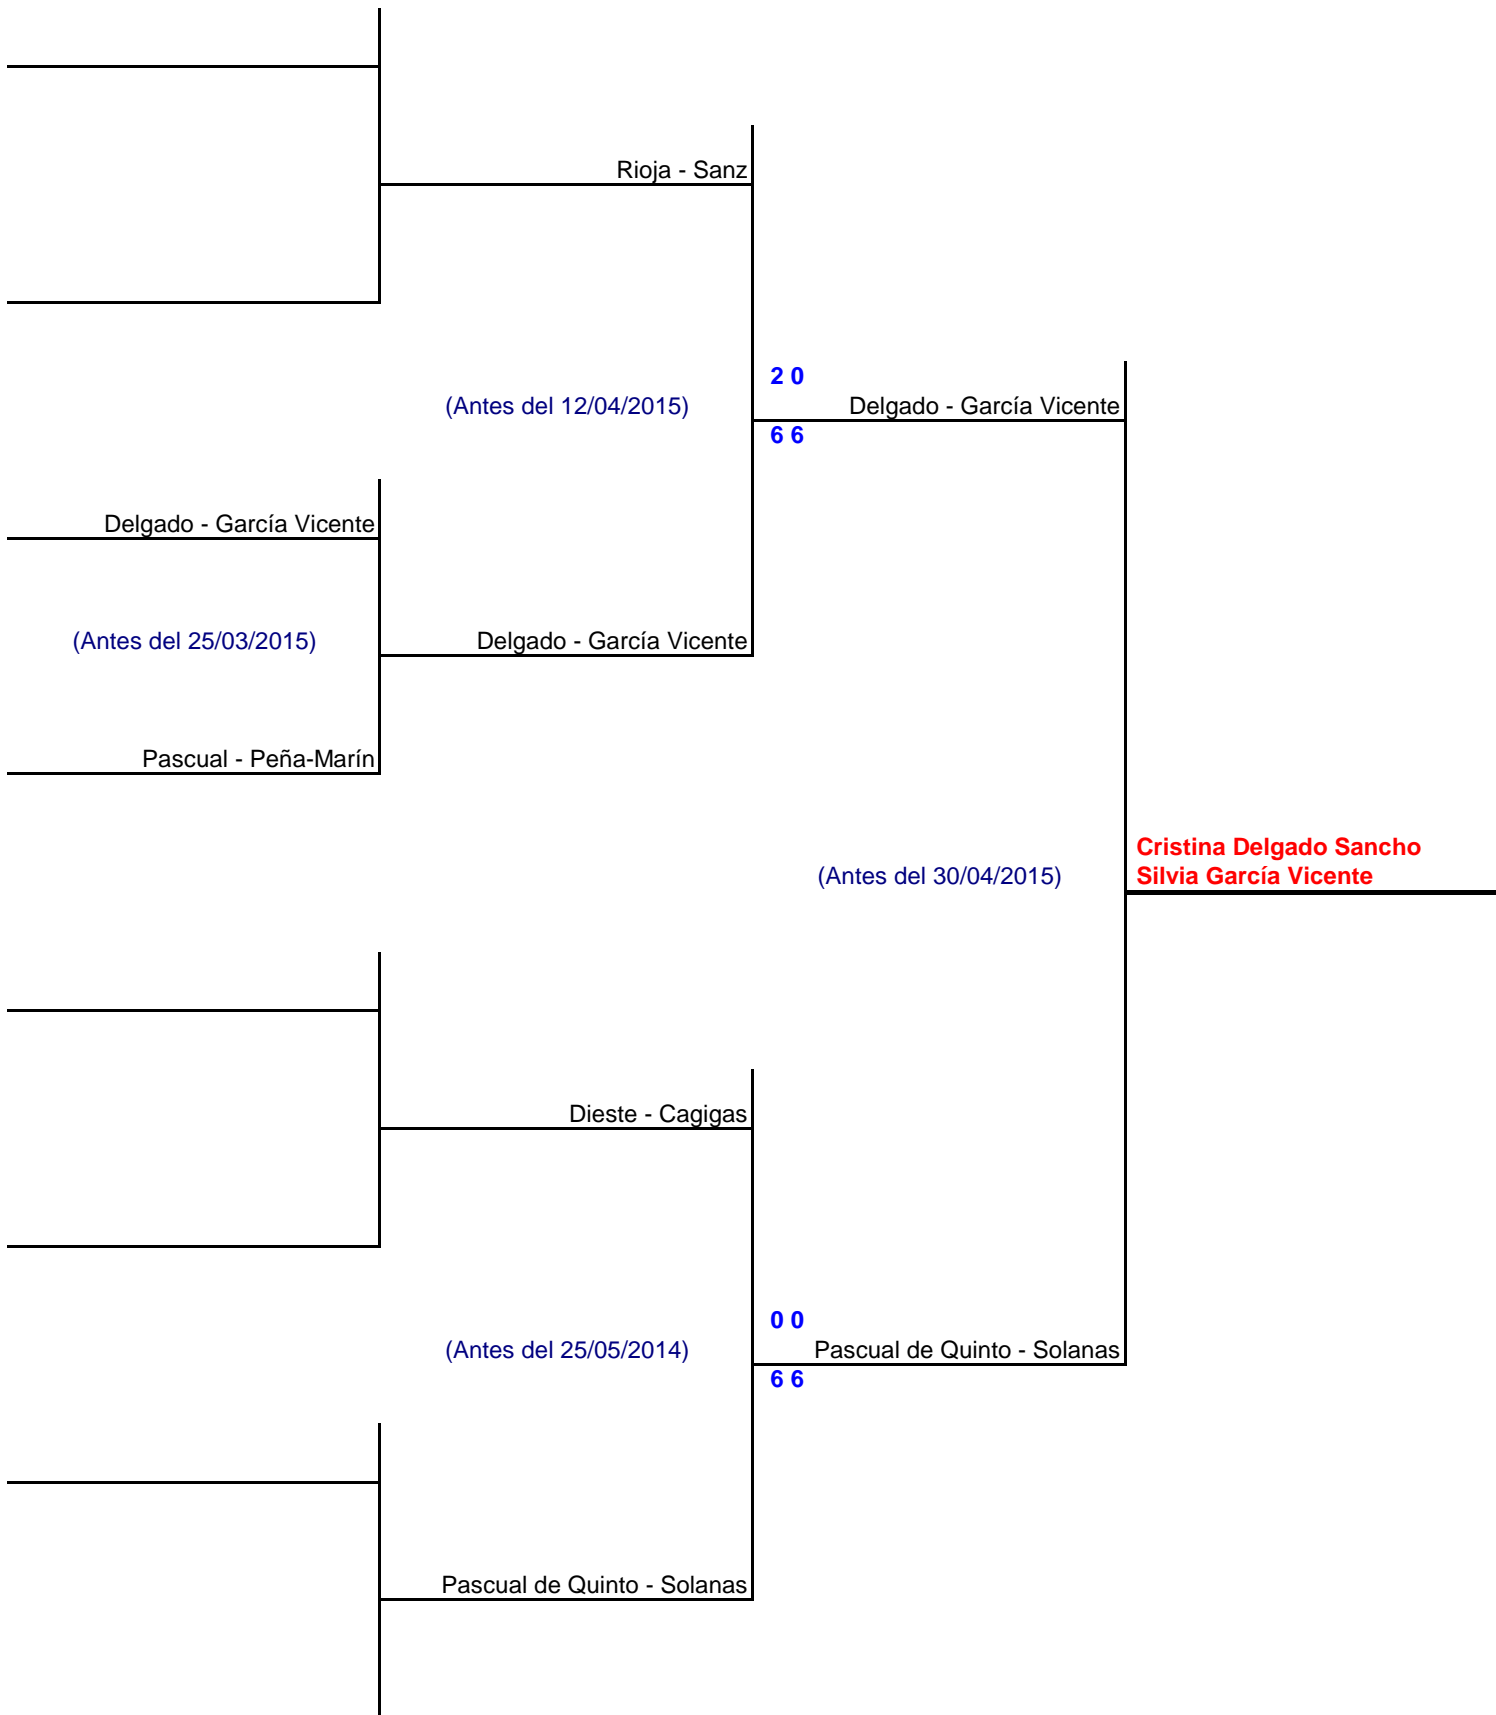 Rioja - Sanz
2 0
(Antes del 12/04/2015)
Delgado - García Vicente
6 6
Delgado - García Vicente
(Antes del 25/03/2015)
Delgado - García Vicente
Pascual - Peña-Marín
Cristina Delgado Sancho
(Antes del 30/04/2015)
Silvia García Vicente
Dieste - Cagigas
0 0
(Antes del 25/05/2014)
Pascual de Quinto - Solanas
6 6
Pascual de Quinto - Solanas